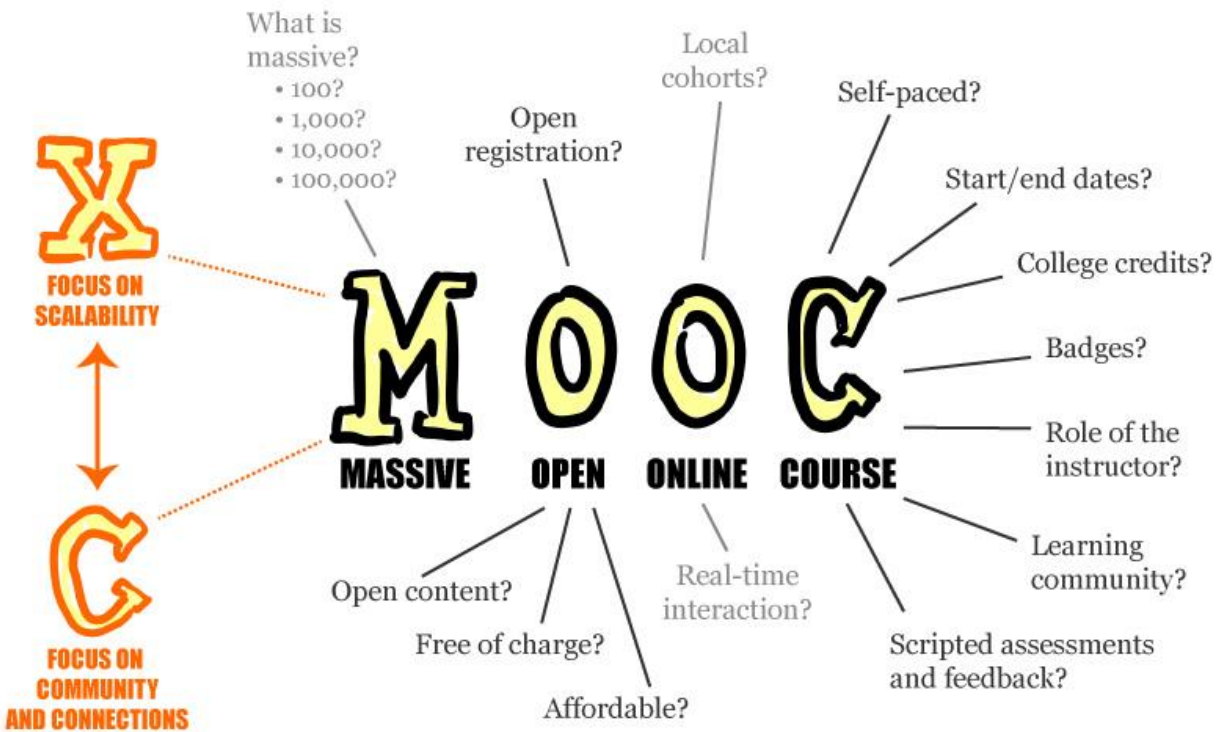 What is
massive?
• 100?
• 1,000?
• 10,000?
• 100,000?
Open
registration?
Local
cohorts?
Self-paced?
Start/end dates?
College credits?
Badges?
Role of the
instructor?
Learning
community?
Scripted assessments
and feedback?
X
FOCUS ON
SCALABILITY
C
FOCUS ON
COMMUNITY
AND CONNECTIONS
MOOC
MASSIVE OPEN ONLINE COURSE
Open content?
Free of charge?
Affordable?
Real-time
interaction?